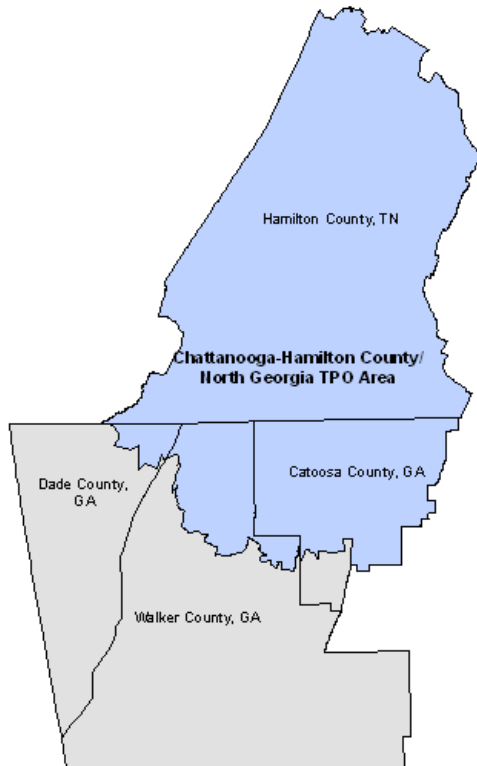 Hamilton County, TN
Chattanooga-Hamilton County/
North Georgia TPO Area
Dade County,
GA
Catoosa County, GA
Walker County, GA